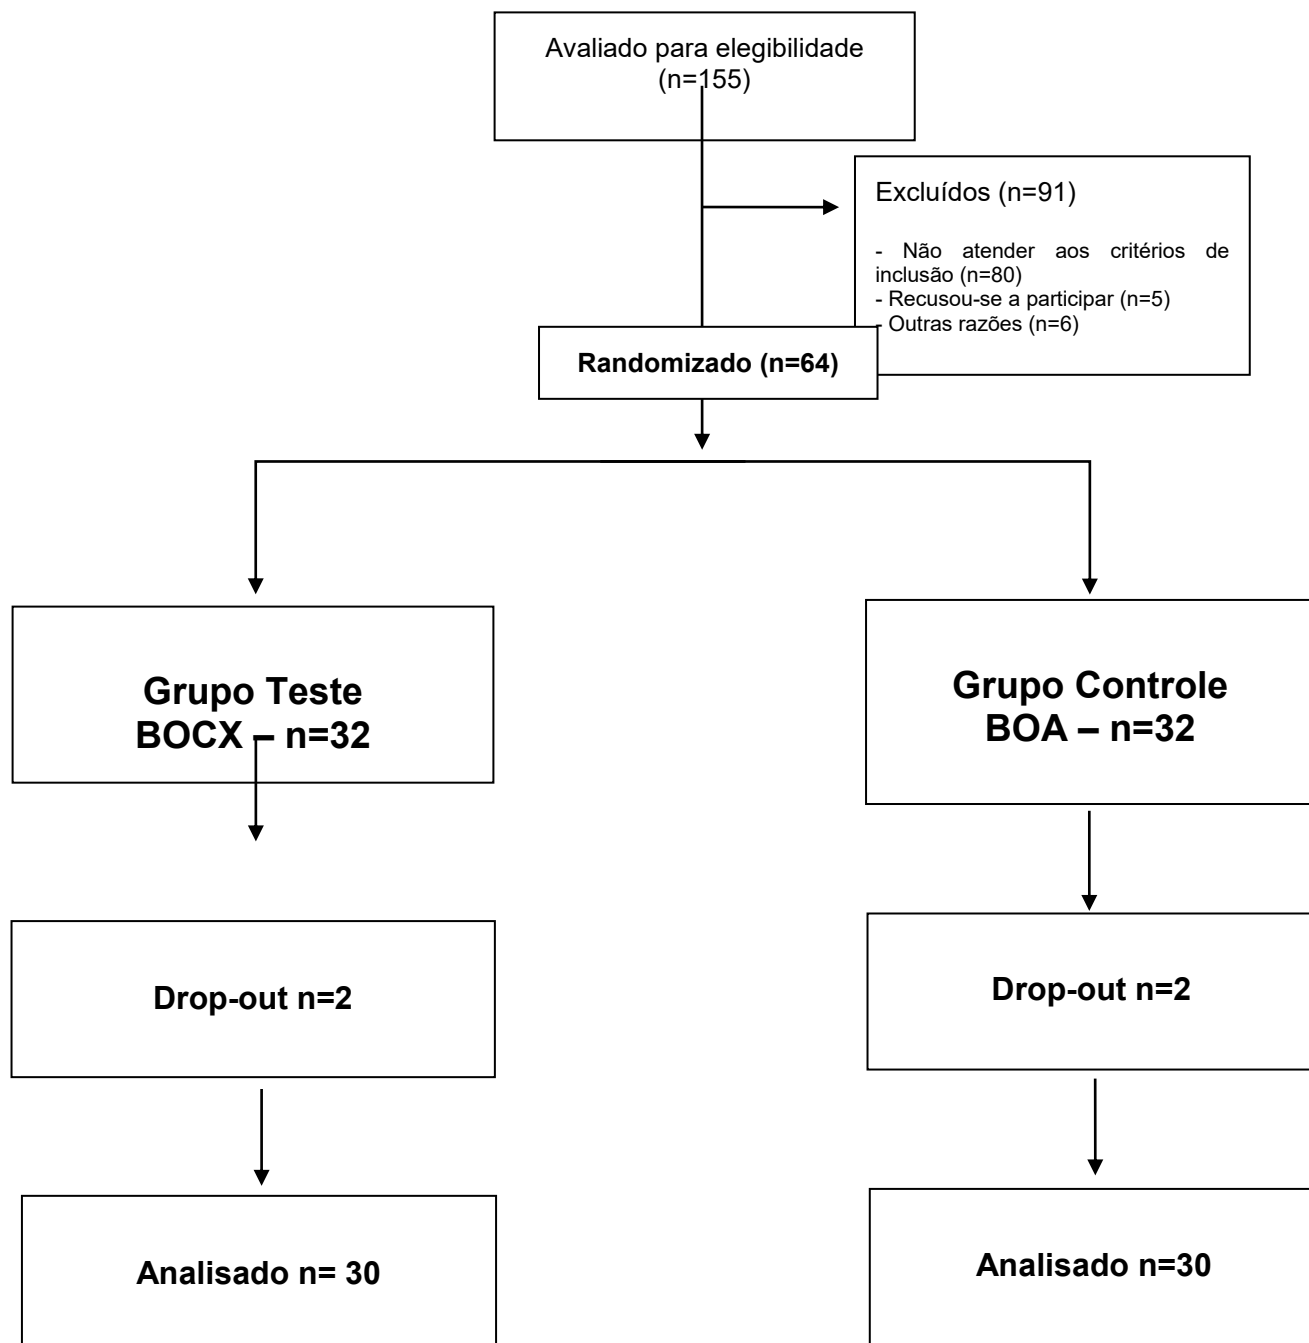 Avaliado para elegibilidade
(n=155)
Excluídos (n=91)
- Não atender aos critérios de
inclusão (n=80)
- Recusou-se a participar (n=5)
- Outras razões (n=6)
Randomizado (n=64)
Grupo Teste
BOCX – n=32
Grupo Controle
BOA – n=32
Drop-out n=2
Drop-out n=2
Analisado n= 30
Analisado n=30